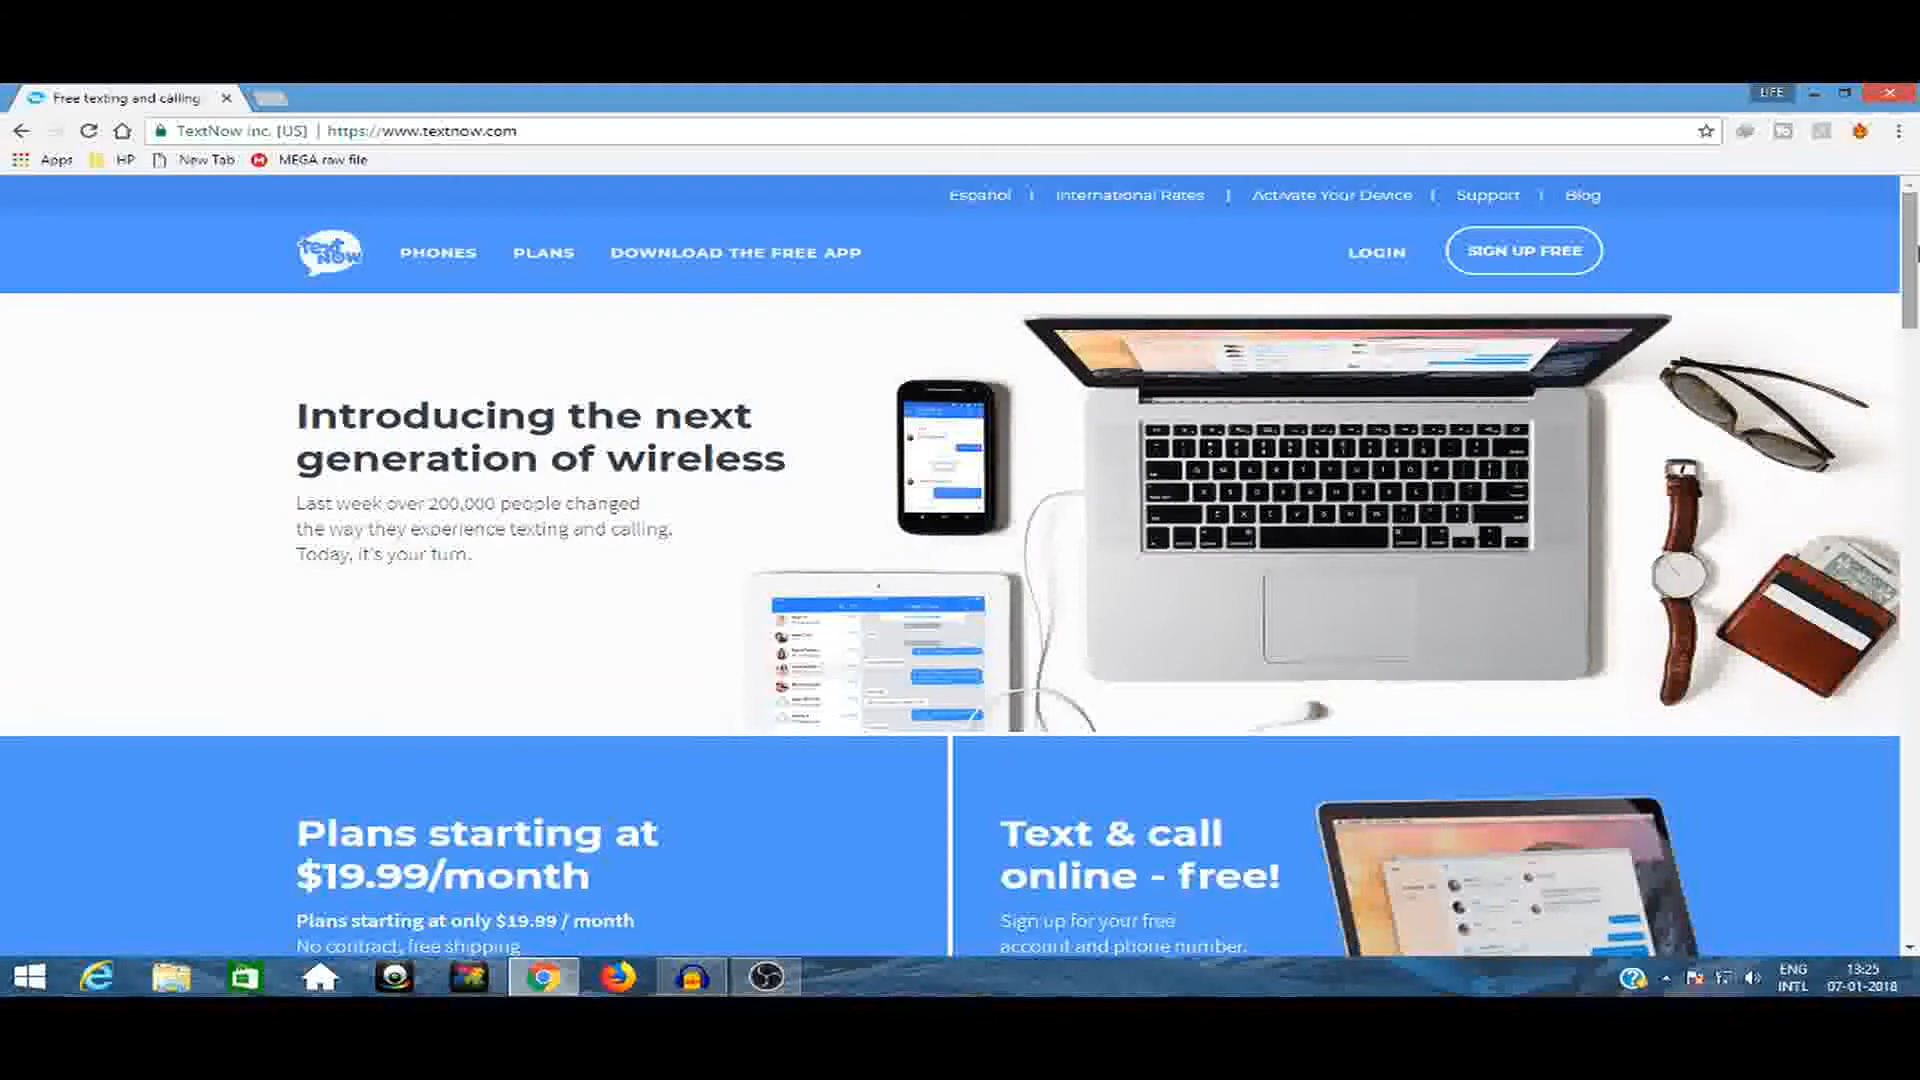 Free texting and calling
LIFE
TextNow Inc. [US] | https://www.textnow.com
Apps HP New Tab MEGA raw file
Español | International Rates | Activate Your Device | Support | Blog
text NOW PHONES PLANS DOWNLOAD THE FREE APP LOGIN SIGN UP FREE
Introducing the next
generation of wireless
Last week over 200,000 people changed
the way they experience texting and calling.
Today, it's your turn.
Plans starting at
$19.99/month
Plans starting at only $19.99 / month
No contract, free shipping
Text & call
online - free!
Sign up for your free
account and phone number.
ENG 13:25
INTL 07-01-2018